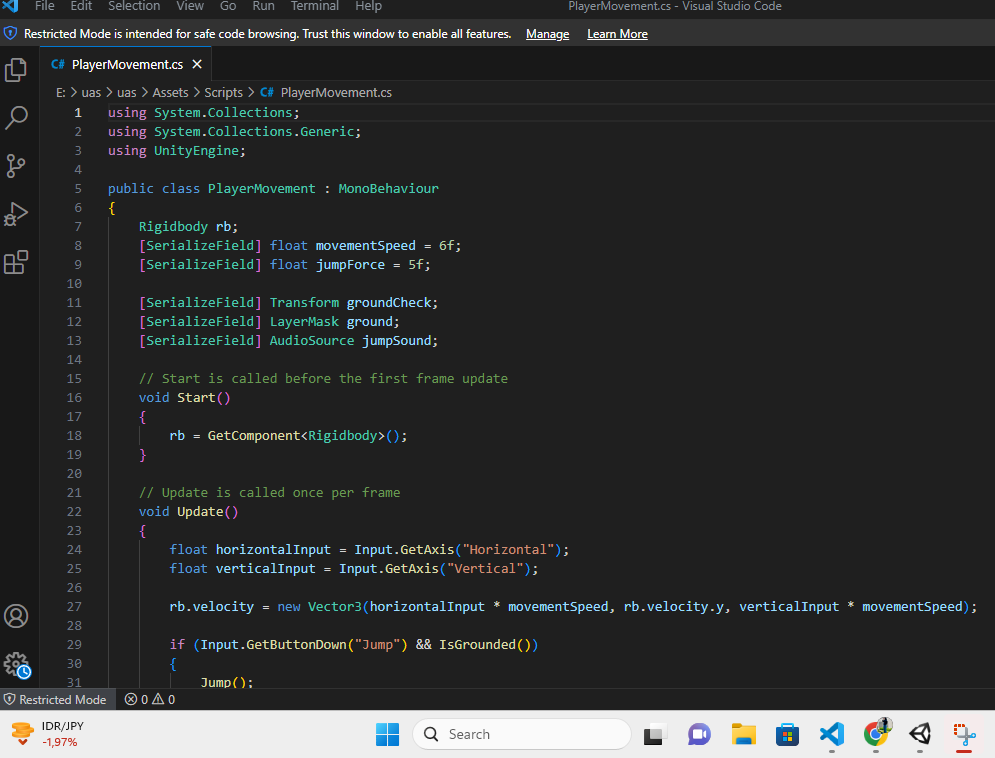 File Edit Selection View Go Run Terminal Help PlayerMovement.cs - Visual Studio Code
Restricted Mode is intended for safe code browsing. Trust this window to enable all features. Manage Learn More
C# PlayerMovement.cs
E: > uas > uas > Assets > Scripts > C# PlayerMovement.cs
1 using System.Collections;
2 using System.Collections.Generic;
3 using UnityEngine;
4
5 public class PlayerMovement : MonoBehaviour
6 {
7 Rigidbody rb;
8 [SerializeField] float movementSpeed = 6f;
9 [SerializeField] float jumpForce = 5f;
10
11 [SerializeField] Transform groundCheck;
12 [SerializeField] LayerMask ground;
13 [SerializeField] AudioSource jumpSound;
14
15 // Start is called before the first frame update
16 void Start()
17 {
18 rb = GetComponent<Rigidbody>();
19 }
20
21 // Update is called once per frame
22 void Update()
23 {
24 float horizontalInput = Input.GetAxis("Horizontal");
25 float verticalInput = Input.GetAxis("Vertical");
26
27 rb.velocity = new Vector3(horizontalInput * movementSpeed, rb.velocity.y, verticalInput * movementSpeed);
28
29 if (Input.GetButtonDown("Jump") && IsGrounded())
30 {
31 Jump();
Restricted Mode 0 0
IDR/JPY
-1,97%
Search